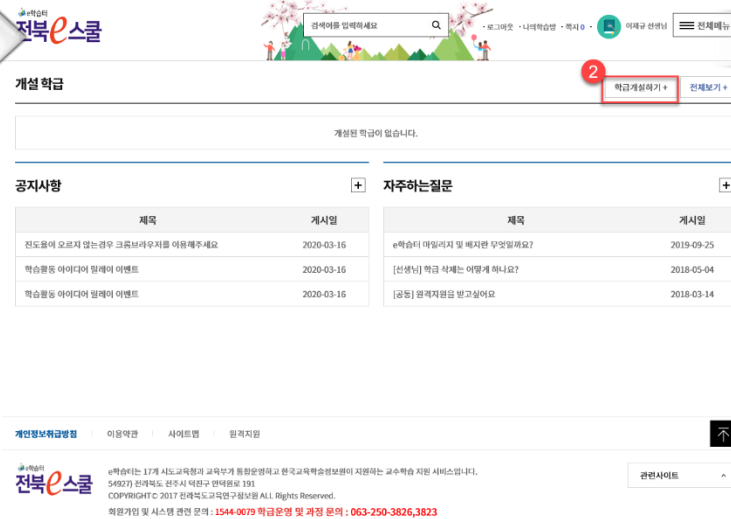 e학습터
전북e스쿨
검색어를 입력하세요
· 로그아웃 · 나의학습방 · 쪽지 0 · 이재규 선생님 전체메뉴
2
개설 학급
학급개설하기 + 전체보기 +
개설된 학급이 없습니다.
공지사항 +
제목 게시일
진도율이 오르지 않는경우 크롬브라우저를 이용해주세요 2020-03-16
학습활동 아이디어 릴레이 이벤트 2020-03-16
학습활동 아이디어 릴레이 이벤트 2020-03-16
자주하는질문 +
제목 게시일
e학습터 마일리지 및 배지란 무엇일까요? 2019-09-25
[선생님] 학급 삭제는 어떻게 하나요? 2018-05-04
[공통] 원격지원을 받고싶어요 2018-03-14
개인정보취급방법 이용약관 사이트맵 원격지원
e학습터
전북e스쿨
e학습터는 17개 시도교육청과 교육부가 통합운영하고 한국교육학술정보원이 지원하는 교수학습 지원 서비스입니다.
54927) 전라북도 전주시 덕진구 안덕원로 191
COPYRIGHT© 2017 전라북도교육연구정보원 ALL Rights Reserved.
회원가입 및 시스템 관련 문의 : 1544-0079 학급운영 및 과정 문의 : 063-250-3826,3823
관련사이트